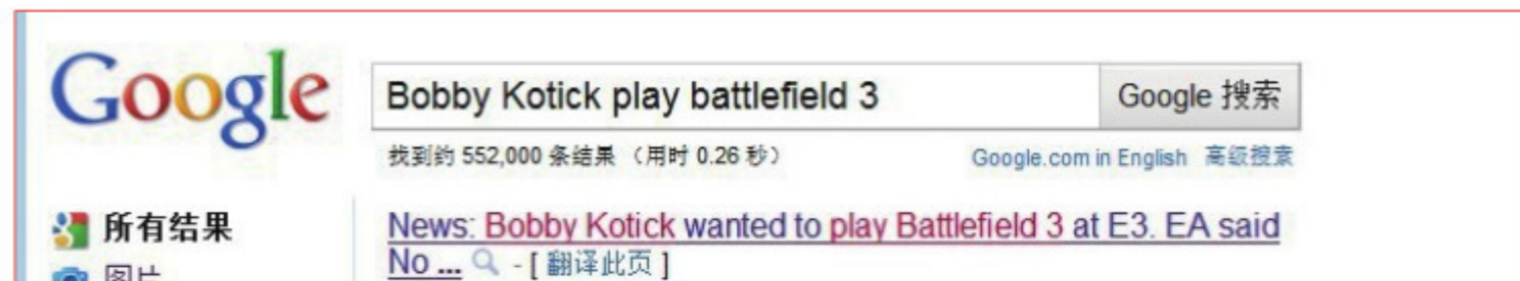 Google
Bobby Kotick play battlefield 3
Google 搜索
找到约 552,000 条结果 （用时 0.26 秒）
Google.com in English 高级搜索
所有结果
News: Bobby Kotick wanted to play Battlefield 3 at E3. EA said
No ... - [ 翻译此页 ]
图片